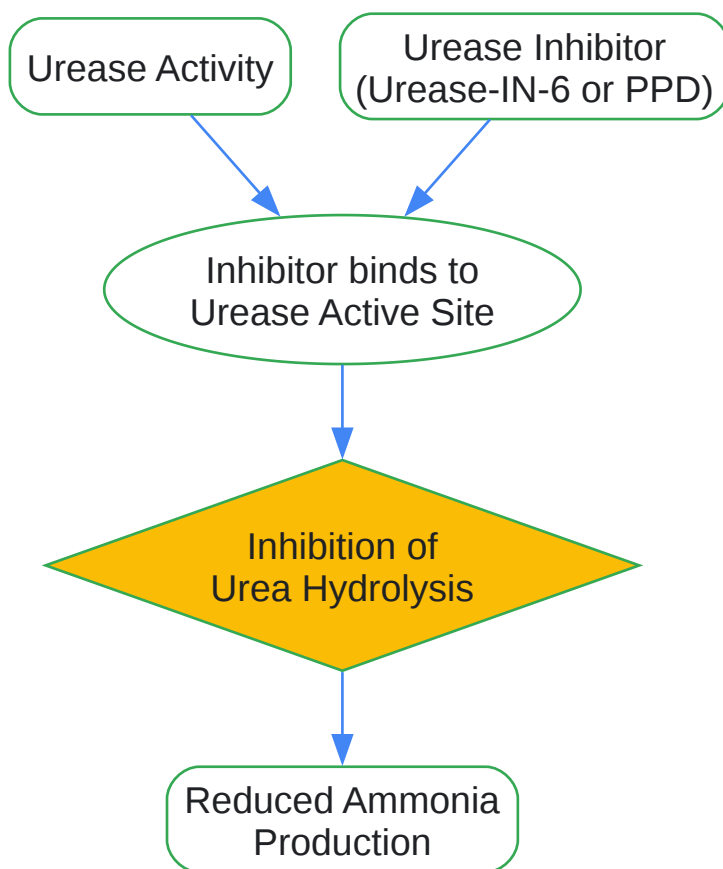 Urease Activity
Urease Inhibitor
(Urease-IN-6 or PPD)
Inhibitor binds to
Urease Active Site
Inhibition of
Urea Hydrolysis
Reduced Ammonia
Production